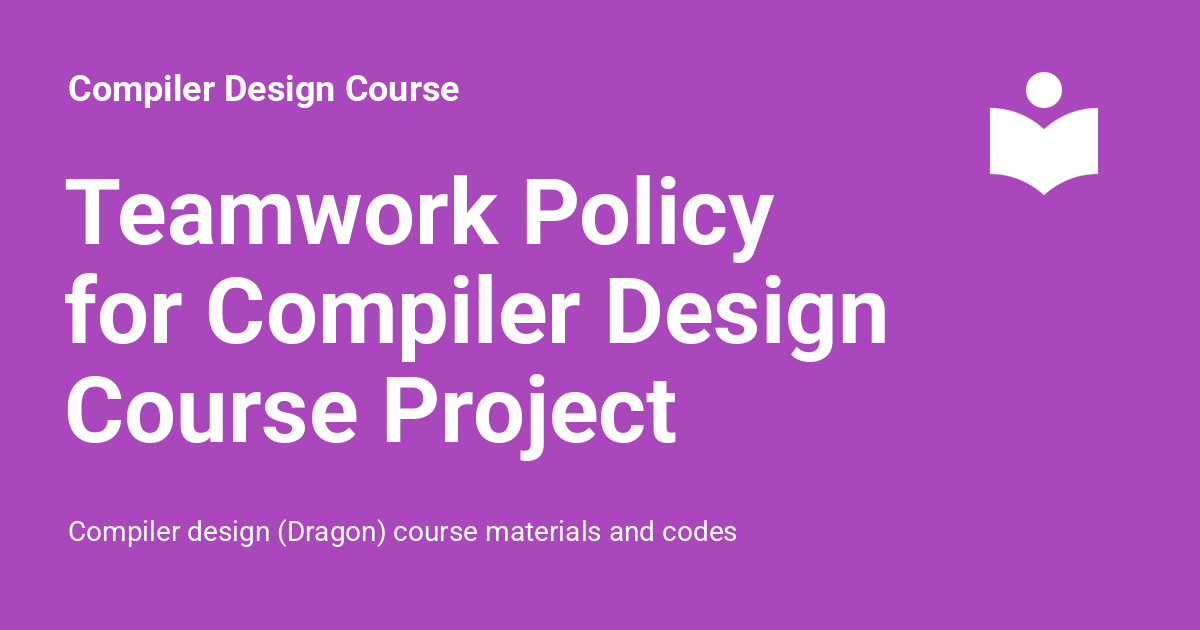 Compiler Design Course
Teamwork Policy
for Compiler Design
Course Project
Compiler design (Dragon) course materials and codes